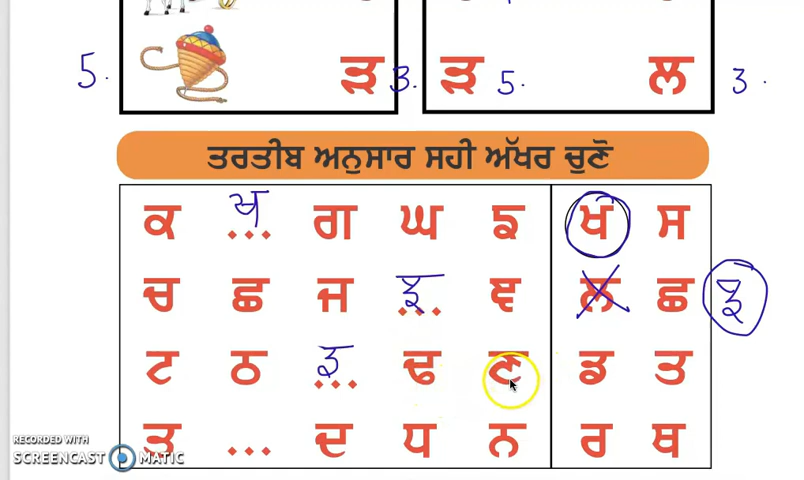 5. ੜ 3. ੜ 5. ਲ 3.
ਤਰਤੀਬ ਅਨੁਸਾਰ ਸਹੀ ਅੱਖਰ ਚੁਣੋ
ਕ ਖ ... ਗ ਘ ਙ ਖ ਸ
ਚ ਛ ਜ ਝ ... ਞ ਲ ਛ ਝ
ਟ ਠ ਡ ... ਢ ਣ ਡ ਤ
ਤ ... ਦ ਧ ਨ ਰ ਥ
RECORDED WITH
SCREENCAST MATIC